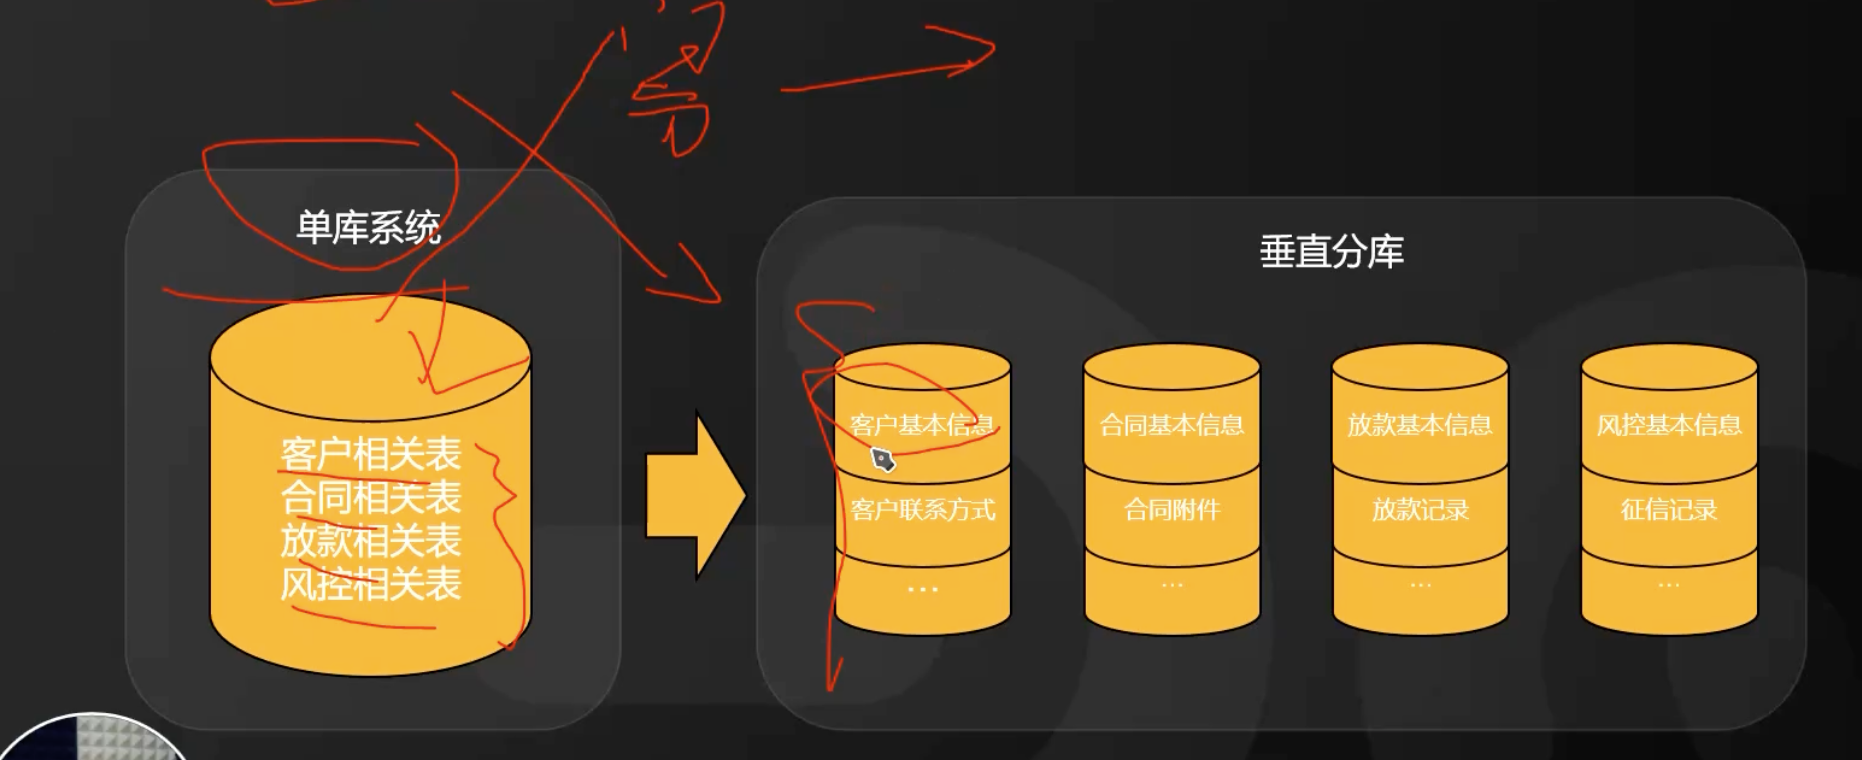 单库系统
客户相关表
合同相关表
放款相关表
风控相关表
垂直分库
客户基本信息
客户联系方式
...
合同基本信息
合同附件
...
放款基本信息
放款记录
...
风控基本信息
征信记录
...